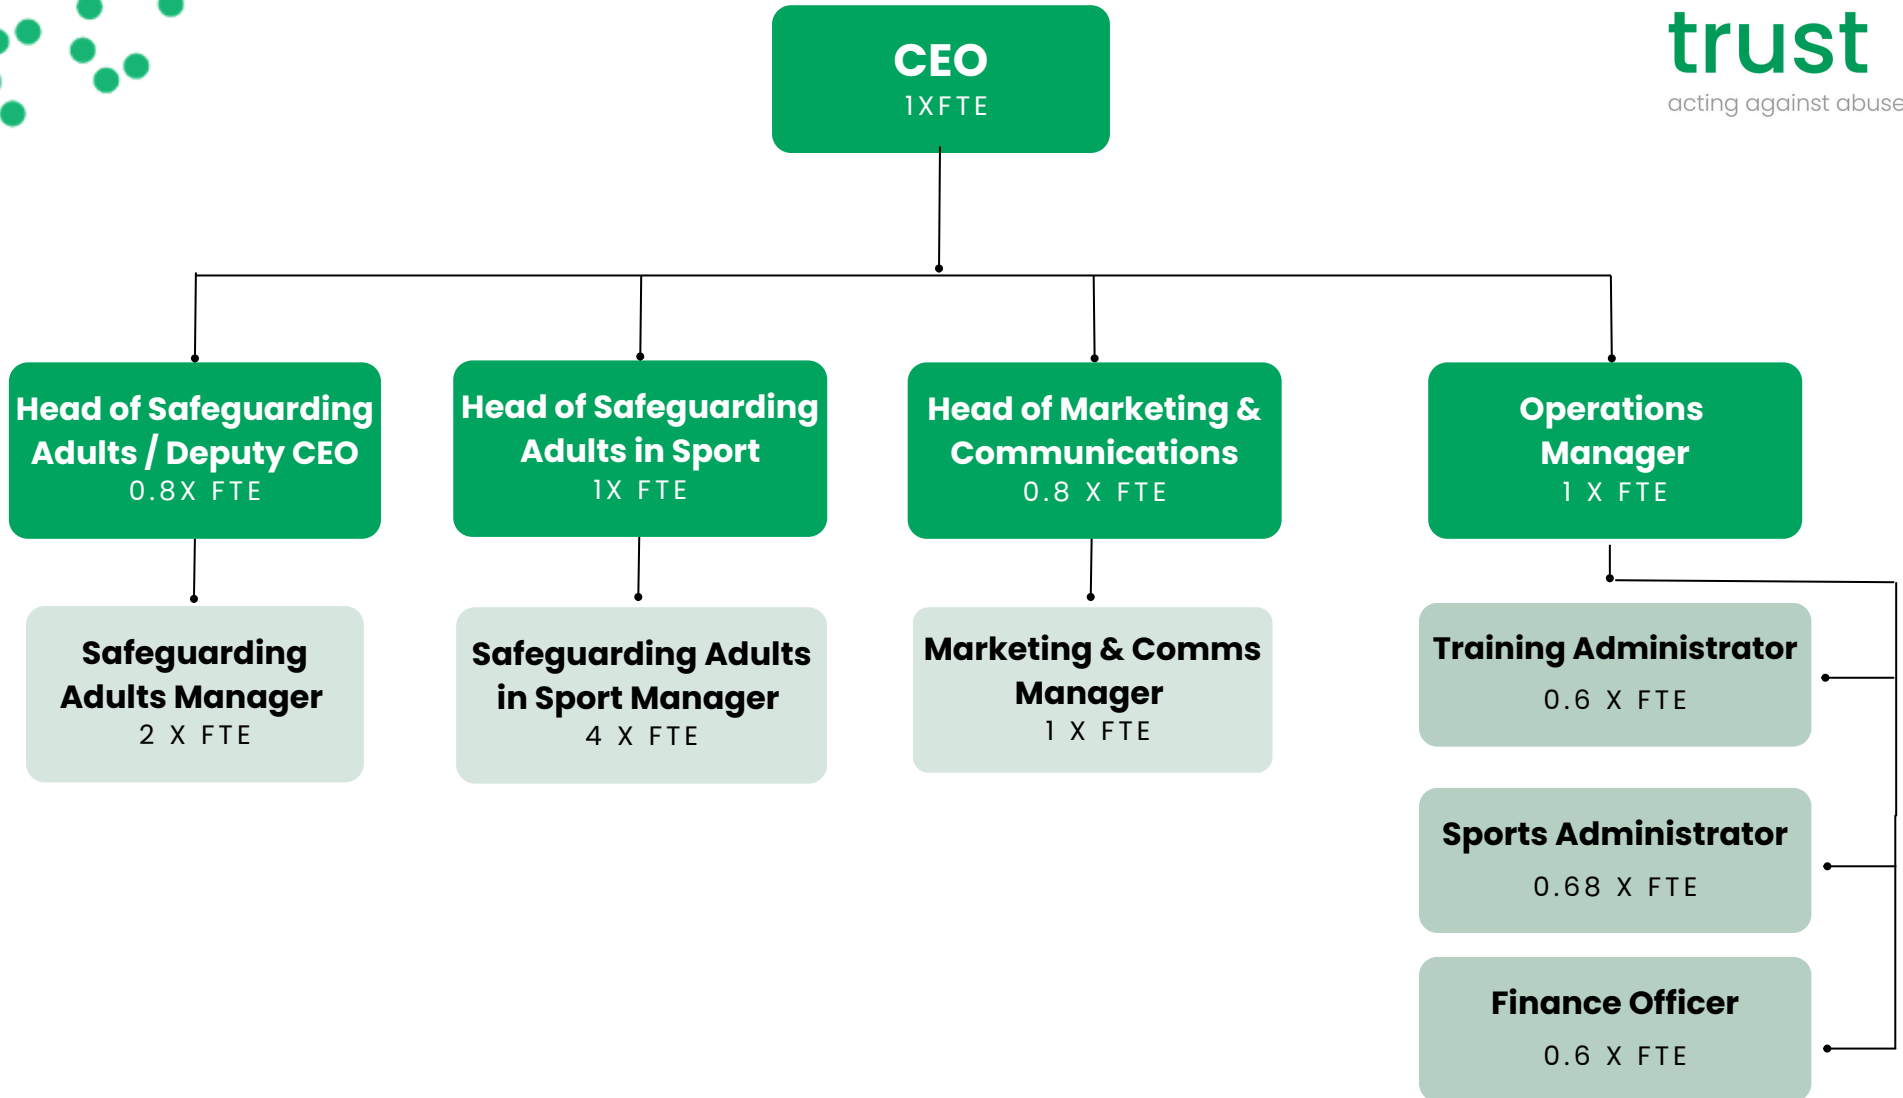 trust
acting against abuse
CEO
1XFTE
Head of Safeguarding
Adults / Deputy CEO
0.8X FTE
Head of Safeguarding
Adults in Sport
1X FTE
Head of Marketing &
Communications
0.8 X FTE
Operations
Manager
1 X FTE
Safeguarding
Adults Manager
2 X FTE
Safeguarding Adults
in Sport Manager
4 X FTE
Marketing & Comms
Manager
1 X FTE
Training Administrator
0.6 X FTE
Sports Administrator
0.68 X FTE
Finance Officer
0.6 X FTE